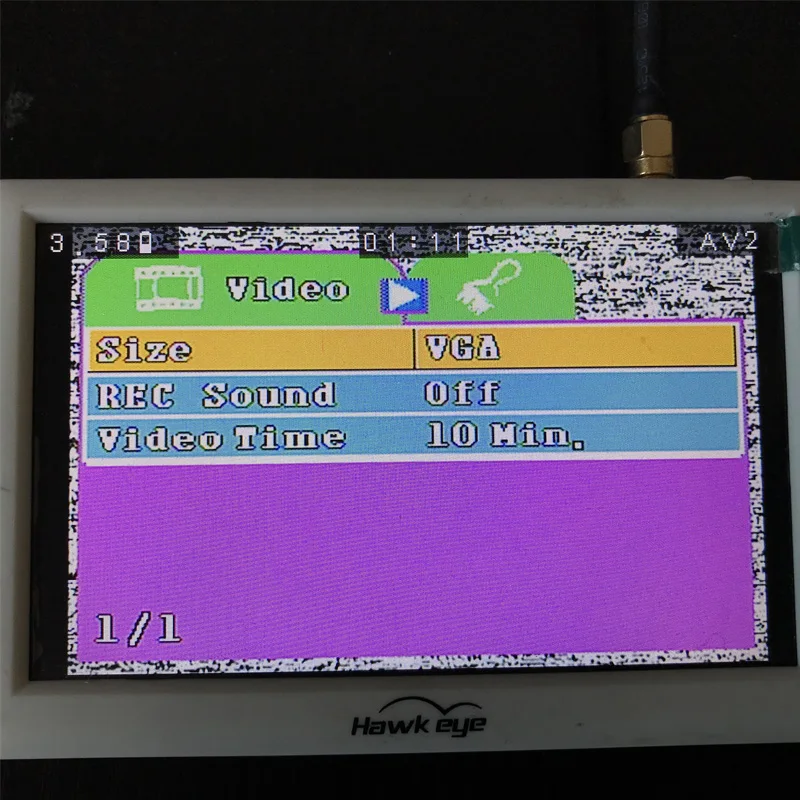 3.58 01:11 AV2
Video
Size VGA
REC Sound Off
Video Time 10 Min.
1/1
Hawk eye